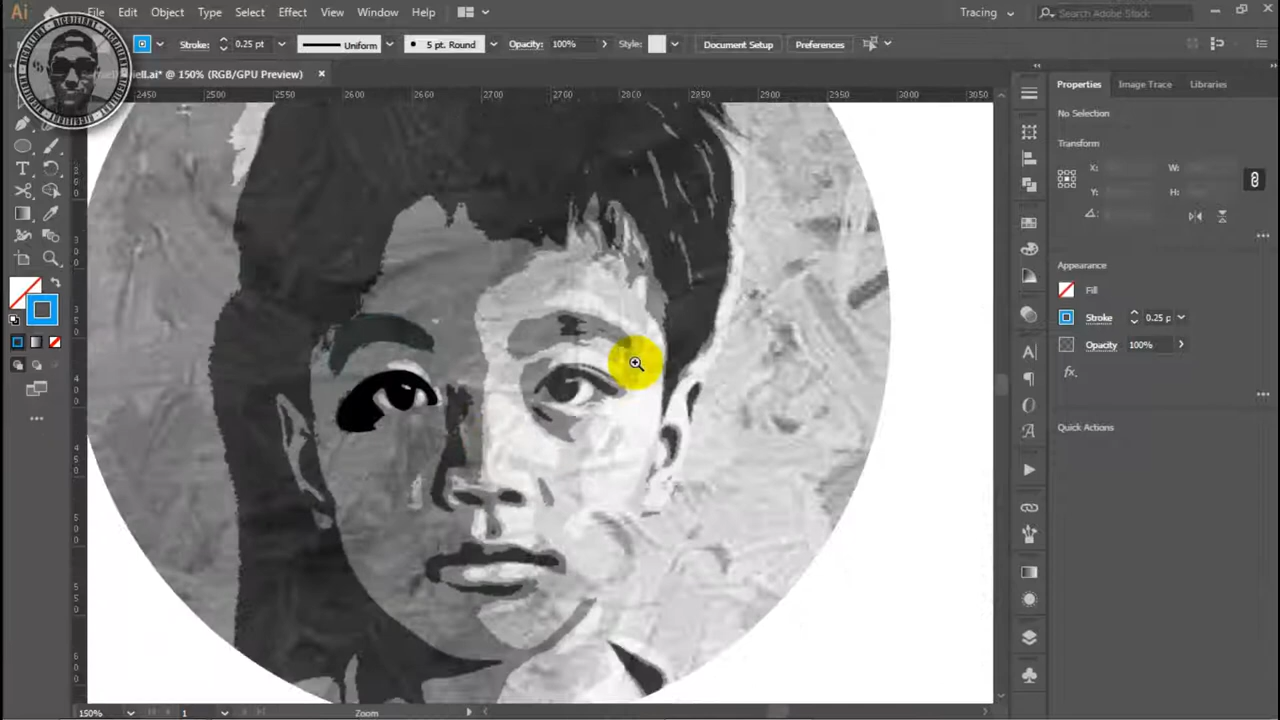 Ai File Edit Object Type Select Effect View Window Help Tracing Search Adobe Stock
Stroke: 0.25 pt Uniform 5 pt. Round Opacity: 100% Style: Document Setup Preferences
@ 150% (RGB/GPU Preview)
2450 2500 2550 2600 2650 2700 2750 2800 2850 2900 2950 3000 3050
Properties Image Trace Libraries
No Selection
Transform
X: W:
Y: H:
Appearance
Fill
Stroke 0.25 p
Opacity 100%
fx.
Quick Actions
150% 1 Zoom